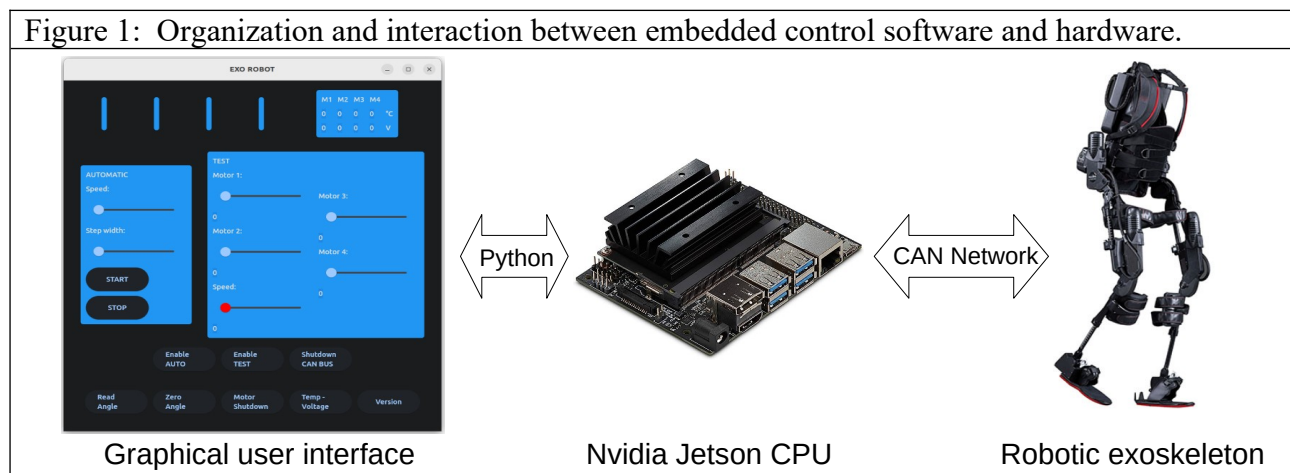 Figure 1: Organization and interaction between embedded control software and hardware.
EXO ROBOT
M1 M2 M3 M4
0 0 0 0 °C
0 0 0 0 V
AUTOMATIC
Speed:
Step width:
START
STOP
TEST
Motor 1:
0
Motor 2:
0
Speed:
0
Motor 3:
0
Motor 4:
0
Enable
AUTO
Enable
TEST
Shutdown
CAN BUS
Read
Angle
Zero
Angle
Motor
Shutdown
Temp -
Voltage
Version
Python
CAN Network
Graphical user interface
Nvidia Jetson CPU
Robotic exoskeleton